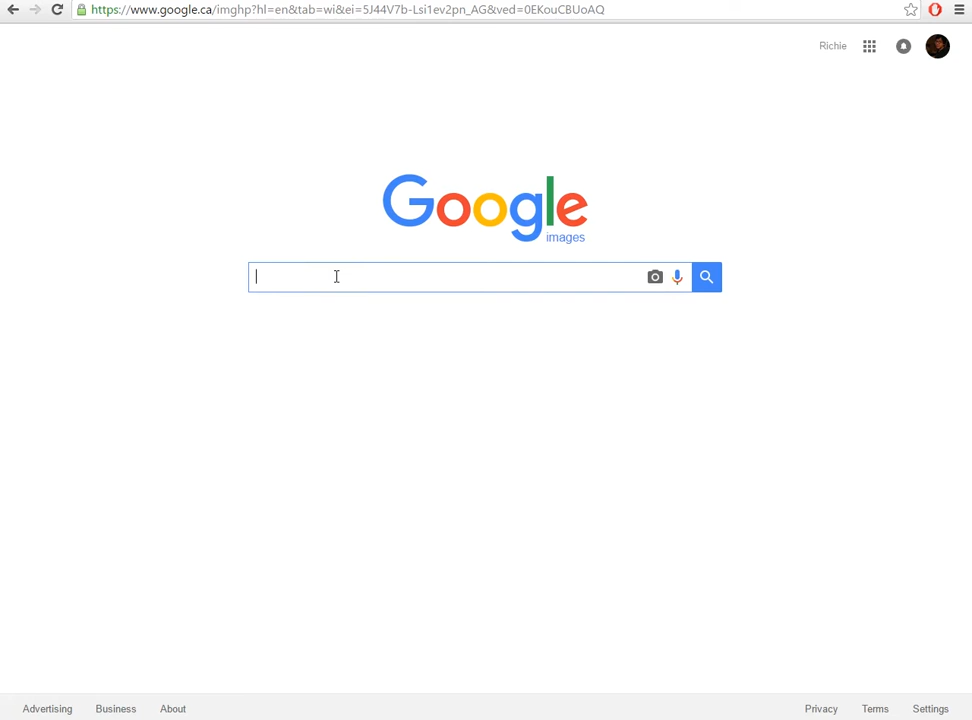 https://www.google.ca/imghp?hl=en&tab=wi&ei=5J44V7b-Lsi1ev2pn_AG&ved=0EKouCBUoAQ
Richie
Google
images
Advertising Business About Privacy Terms Settings